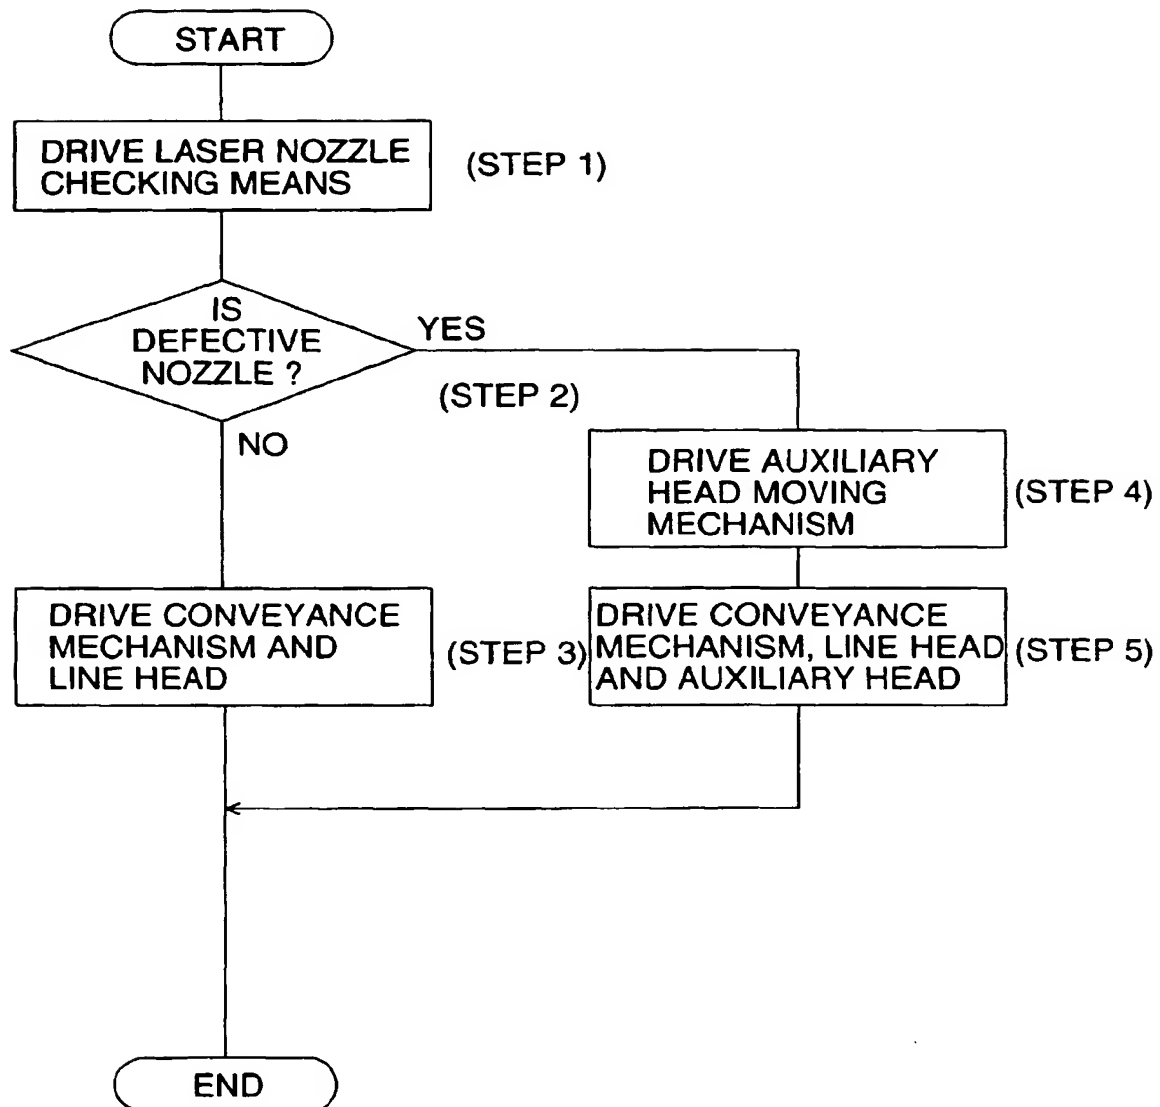 START
DRIVE LASER NOZZLE
CHECKING MEANS
(STEP 1)
IS
DEFECTIVE
NOZZLE ?
YES
(STEP 2)
NO
DRIVE AUXILIARY
HEAD MOVING
MECHANISM
(STEP 4)
DRIVE CONVEYANCE
MECHANISM AND
LINE HEAD
(STEP 3)
DRIVE CONVEYANCE
MECHANISM, LINE HEAD
AND AUXILIARY HEAD
(STEP 5)
END